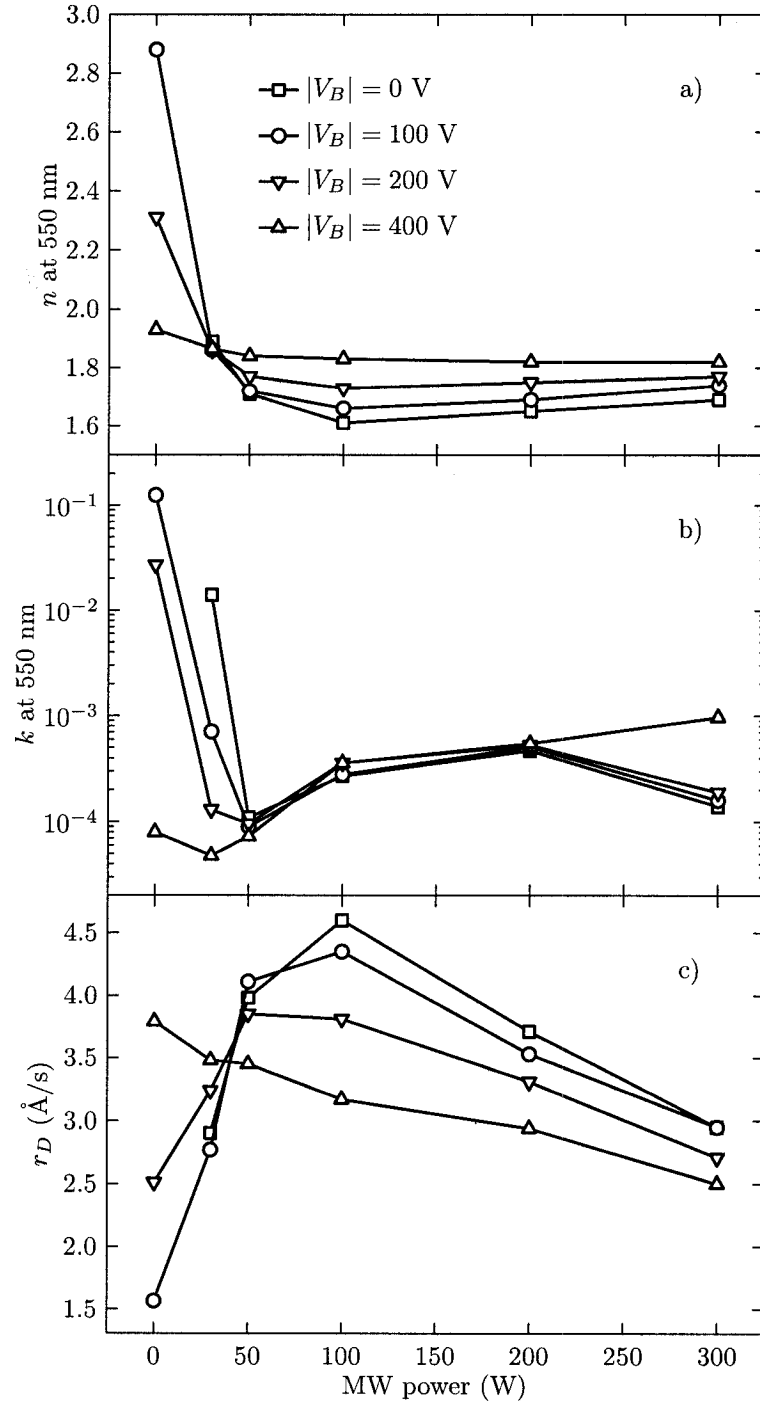 3.0
2.8
2.6
2.4
2.2
2.0
1.8
1.6
n at 550 nm
|V_B| = 0 V
|V_B| = 100 V
|V_B| = 200 V
|V_B| = 400 V
a)
10⁻¹
10⁻²
10⁻³
10⁻⁴
k at 550 nm
b)
4.5
4.0
3.5
3.0
2.5
2.0
1.5
r_D (Å/s)
c)
0 50 100 150 200 250 300
MW power (W)